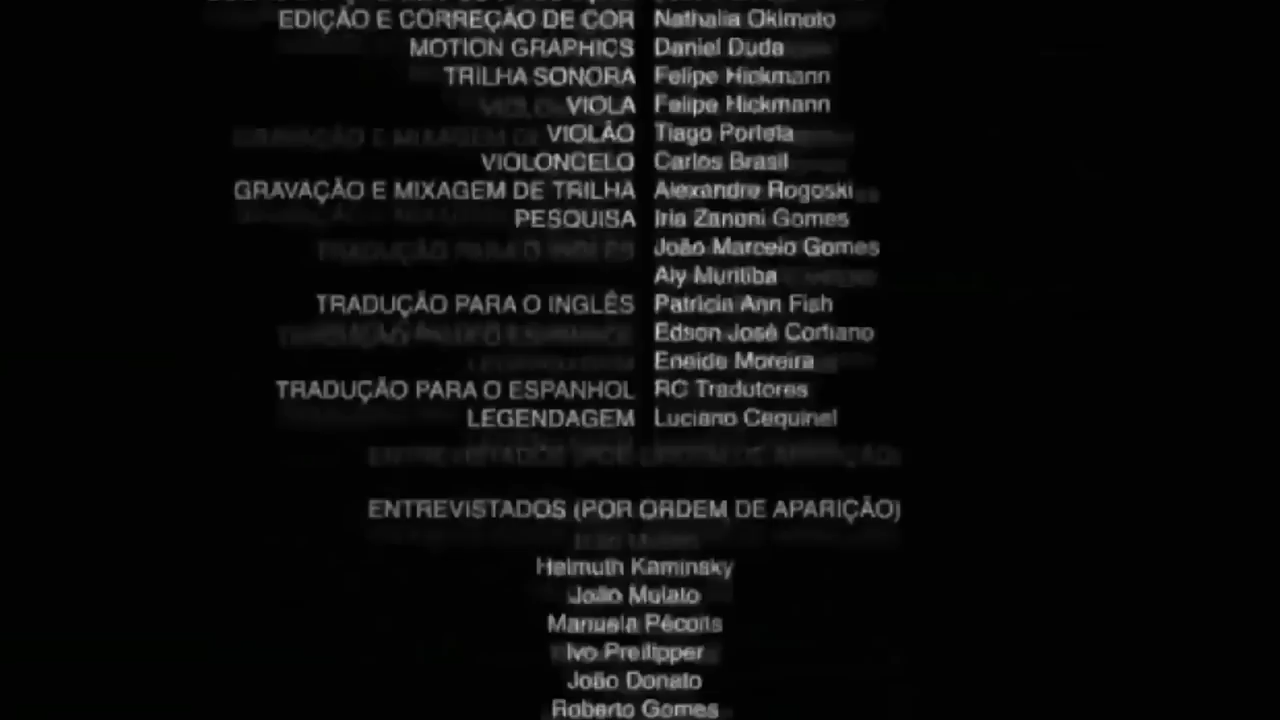 EDIÇÃO E CORREÇÃO DE COR Nathalia Okimoto
MOTION GRAPHICS Daniel Duda
TRILHA SONORA Felipe Hickmann
VIOLA Felipe Hickmann
VIOLÃO Tiago Portela
VIOLONCELO Carlos Brasil
GRAVAÇÃO E MIXAGEM DE TRILHA Alexandre Rogoski
PESQUISA Iria Zanoni Gomes
João Marcelo Gomes
Aly Muritiba
TRADUÇÃO PARA O INGLÊS Patricia Ann Fish
Edson José Cortiano
Eneida Moreira
TRADUÇÃO PARA O ESPANHOL RC Tradutores
LEGENDAGEM Luciano Cequinel
ENTREVISTADOS (POR ORDEM DE APARIÇÃO)
Helmuth Kaminsky
João Mulato
Manuela Pécoits
Ivo
João Donato
Roberto Gomes